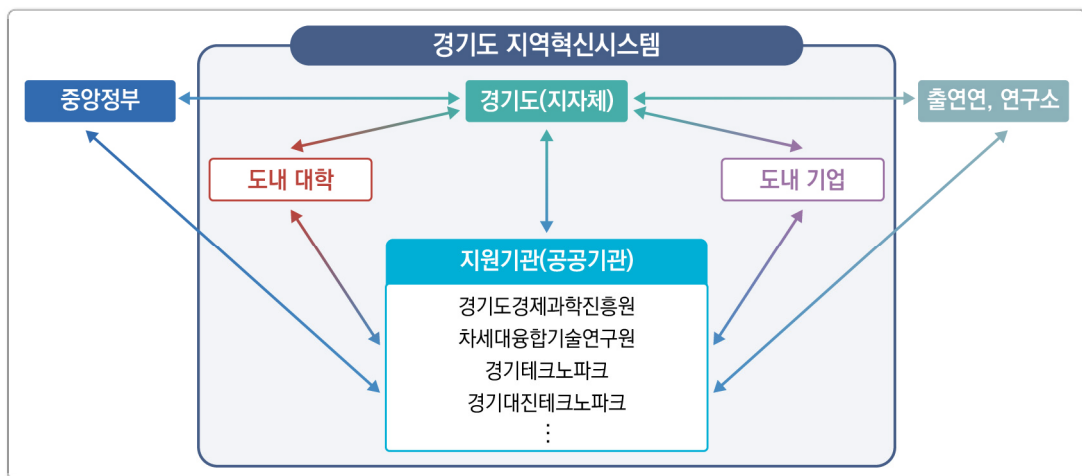 경기도 지역혁신시스템
중앙정부
경기도(지자체)
출연연, 연구소
도내 대학
도내 기업
지원기관(공공기관)
경기도경제과학진흥원
차세대융합기술연구원
경기테크노파크
경기대진테크노파크
⋮